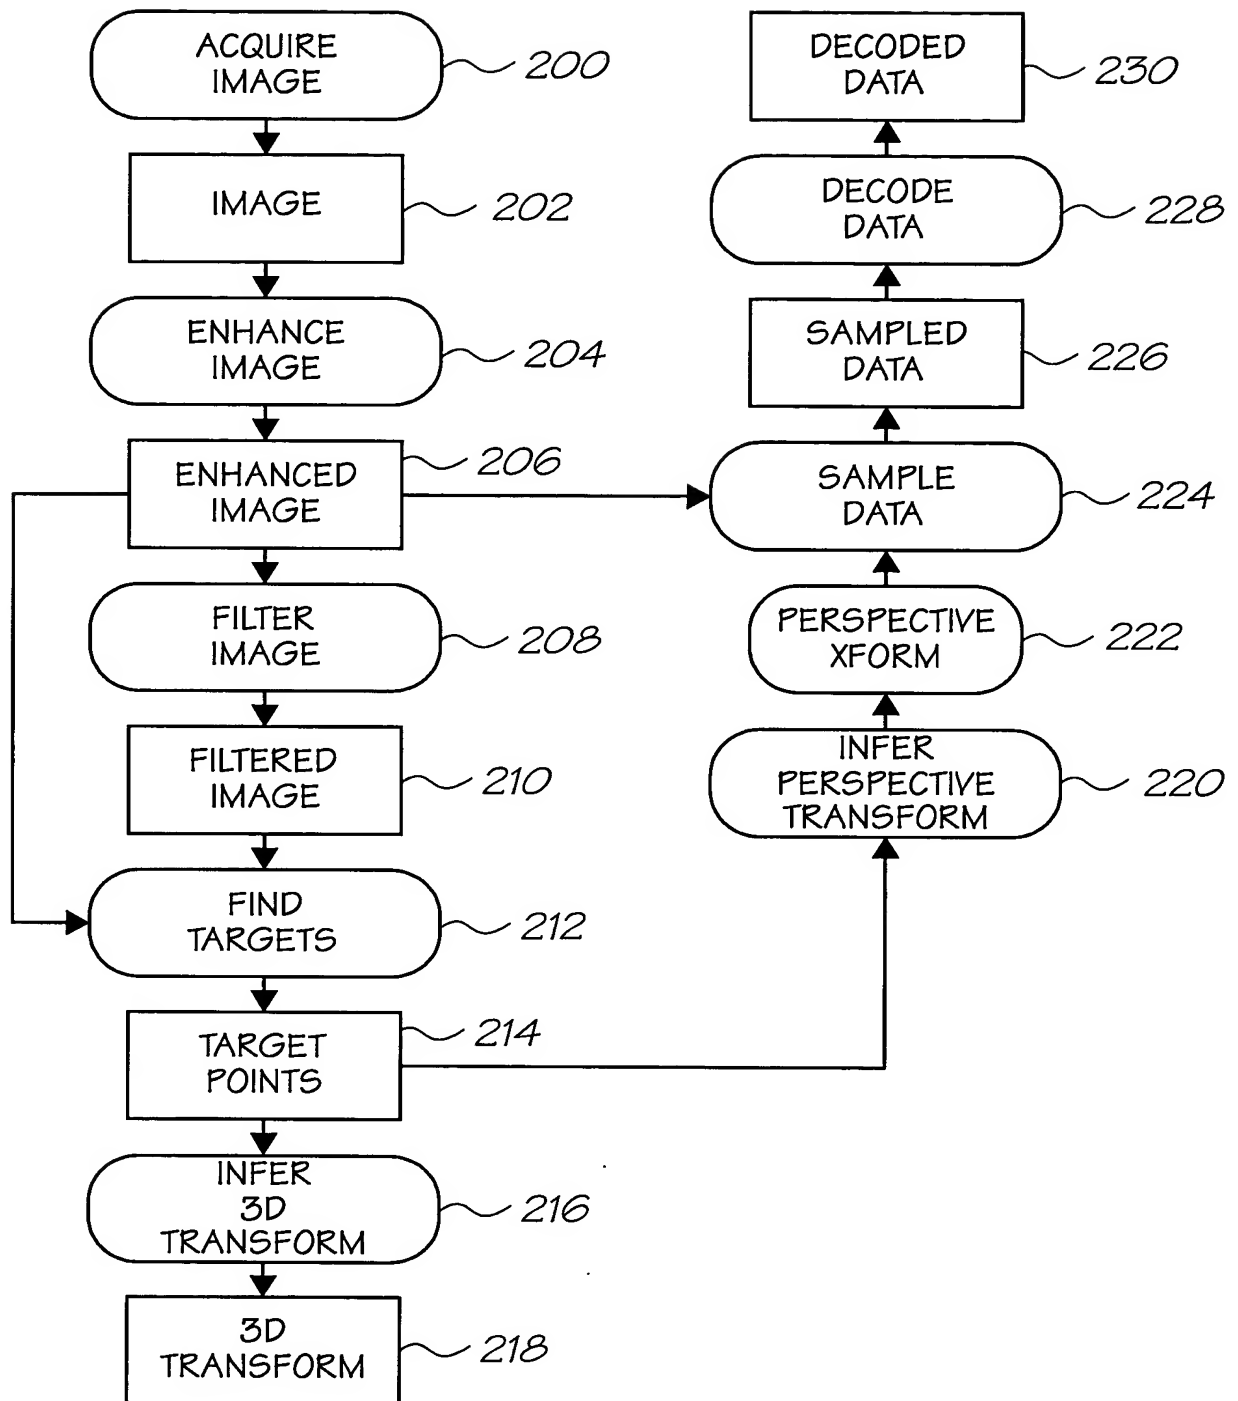 ACQUIRE
IMAGE
200
IMAGE
202
ENHANCE
IMAGE
204
ENHANCED
IMAGE
206
FILTER
IMAGE
208
FILTERED
IMAGE
210
FIND
TARGETS
212
TARGET
POINTS
214
INFER
3D
TRANSFORM
216
3D
TRANSFORM
218
DECODED
DATA
230
DECODE
DATA
228
SAMPLED
DATA
226
SAMPLE
DATA
224
PERSPECTIVE
XFORM
222
INFER
PERSPECTIVE
TRANSFORM
220